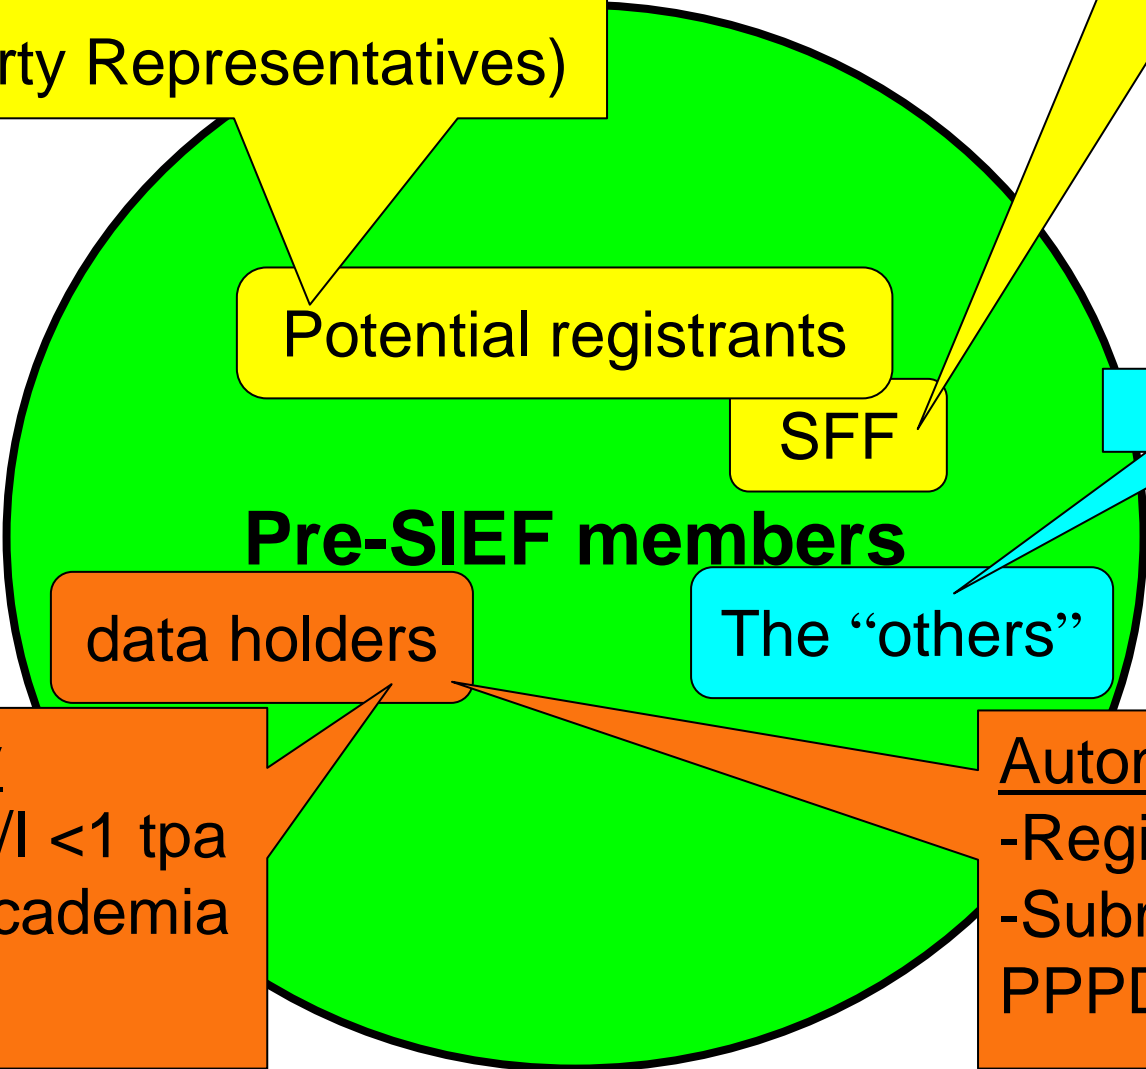 rty Representatives)
Potential registrants
SFF
Pre-SIEF members
data holders
The “others”
/I <1 tpa
cademia
Autor
-Regi
-Subr
PPPD